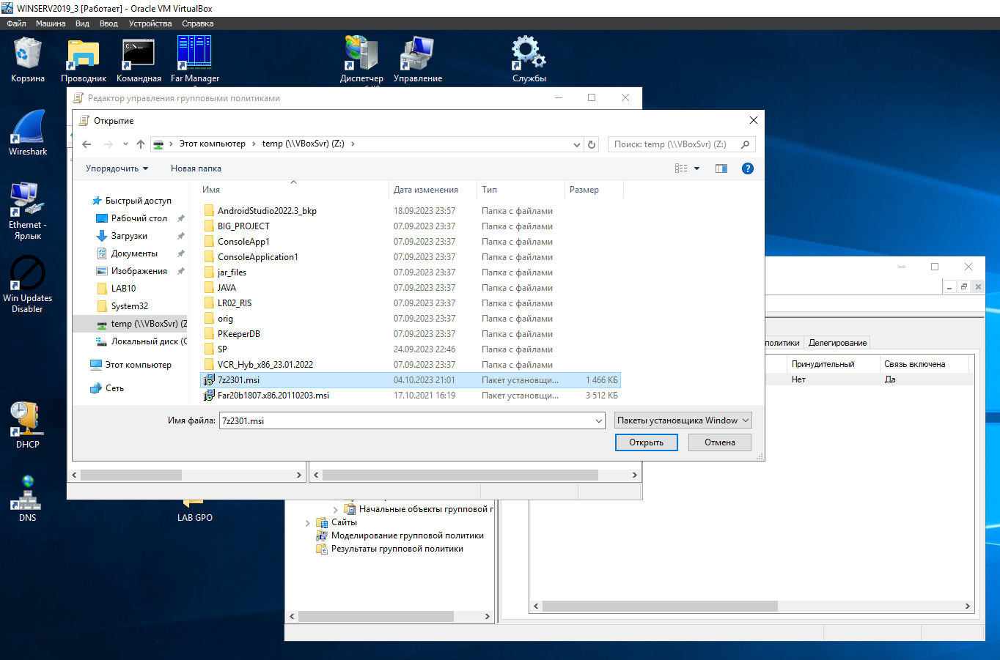 WINSERV2019_3 [Работает] - Oracle VM VirtualBox
Файл Машина Вид Ввод Устройства Справка
Корзина
Проводник
Командная
Far Manager
Диспетчер
Управление
Службы
Редактор управления групповыми политиками
Открытие
Этот компьютер > temp (\\VBoxSvr) (Z:) >
Поиск: temp (\\VBoxSvr) (Z:)
Упорядочить
Новая папка
Имя Дата изменения Тип Размер
Быстрый доступ
Рабочий стол
Загрузки
Документы
Изображения
LAB10
System32
temp (\\VBoxSvr) (Z
Локальный диск (C
Этот компьютер
Сеть
AndroidStudio2022.3_bkp 18.09.2023 23:57 Папка с файлами
BIG_PROJECT 07.09.2023 23:37 Папка с файлами
ConsoleApp1 07.09.2023 23:37 Папка с файлами
ConsoleApplication1 07.09.2023 23:37 Папка с файлами
jar_files 07.09.2023 23:37 Папка с файлами
JAVA 07.09.2023 23:37 Папка с файлами
LR02_RIS 07.09.2023 23:37 Папка с файлами
orig 07.09.2023 23:37 Папка с файлами
PKeeperDB 07.09.2023 23:37 Папка с файлами
SP 24.09.2023 22:46 Папка с файлами
VCR_Hyb_x86_23.01.2022 07.09.2023 23:37 Папка с файлами
7z2301.msi 04.10.2023 21:01 Пакет установщи... 1 466 КБ
Far20b1807.x86.20110203.msi 17.10.2021 16:19 Пакет установщи... 3 512 КБ
Имя файла: 7z2301.msi
Пакеты установщика Window
Открыть
Отмена
Wireshark
Ethernet -
Ярлык
Win Updates
Disabler
DHCP
DNS
LAB GPO
политики
Делегирование
Принудительный Связь включена
Нет Да
Начальные объекты групповой г
Сайты
Моделирование групповой политики
Результаты групповой политики